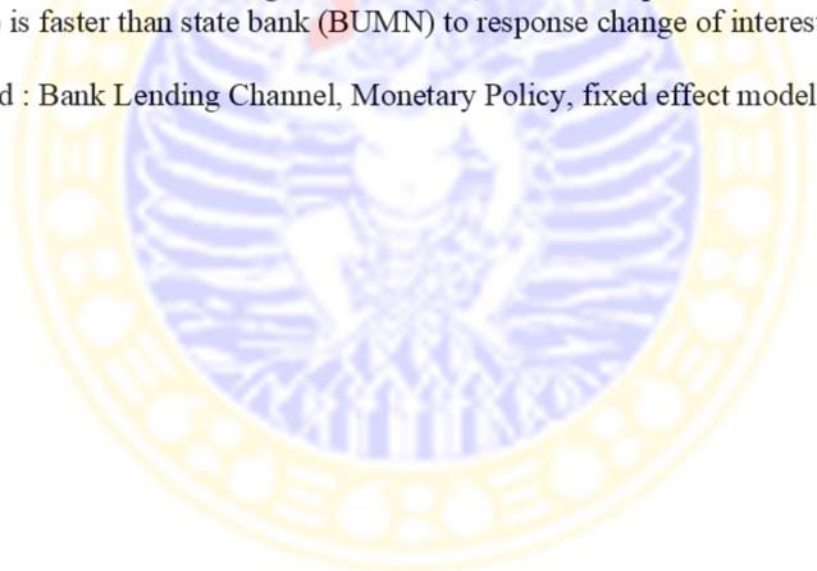 is faster than state bank (BUMN) to response change of interes
d : Bank Lending Channel, Monetary Policy, fixed effect model